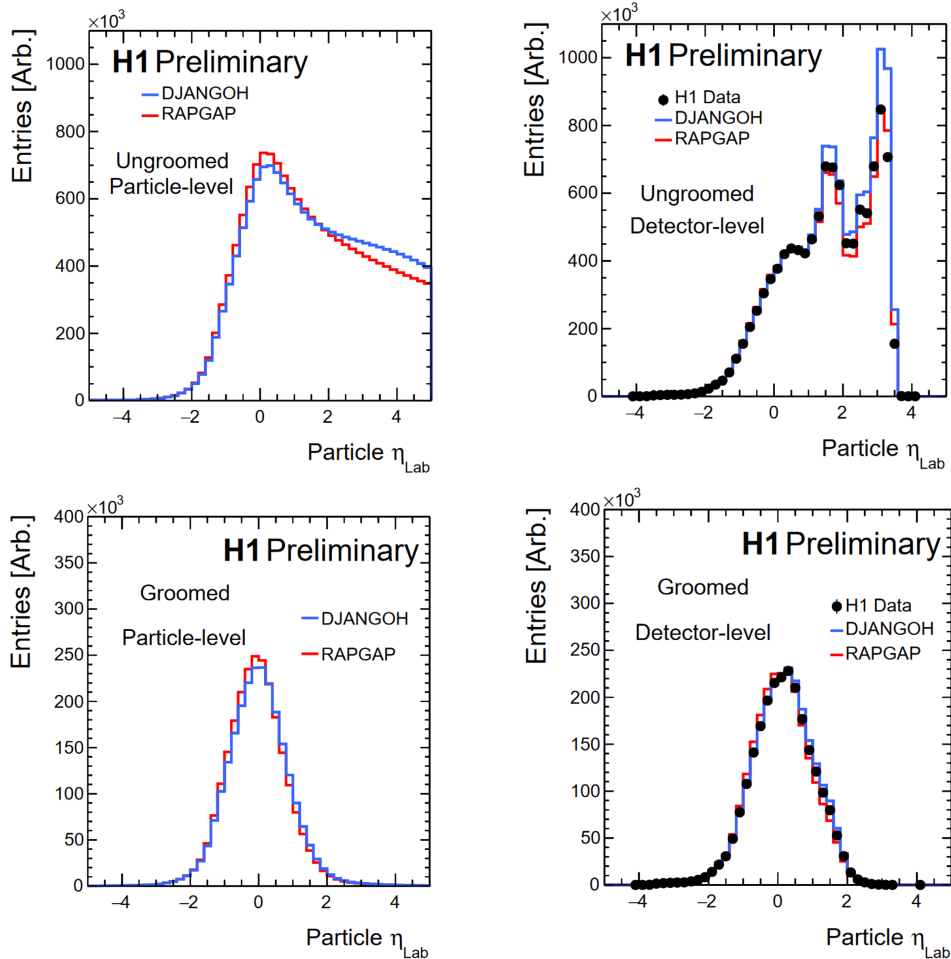 ×10³
Entries [Arb.]
H1 Preliminary
DJANGOH
RAPGAP
Ungroomed
Particle-level
1000
800
600
400
200
0
−4 −2 0 2 4
Particle ηLab
×10³
Entries [Arb.]
H1 Preliminary
H1 Data
DJANGOH
RAPGAP
Ungroomed
Detector-level
1000
800
600
400
200
0
−4 −2 0 2 4
Particle ηLab
×10³
Entries [Arb.]
H1 Preliminary
Groomed
Particle-level
DJANGOH
RAPGAP
400
350
300
250
200
150
100
50
0
−4 −2 0 2 4
Particle ηLab
×10³
Entries [Arb.]
H1 Preliminary
Groomed
Detector-level
H1 Data
DJANGOH
RAPGAP
400
350
300
250
200
150
100
50
0
−4 −2 0 2 4
Particle ηLab